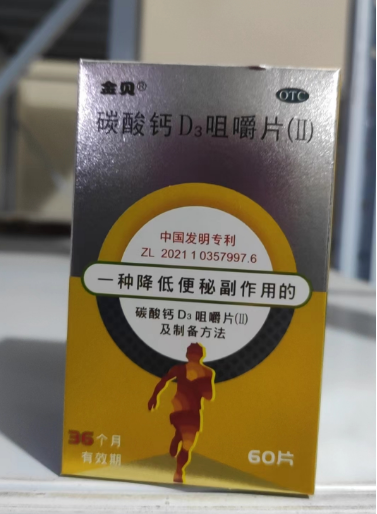 金贝®
OTC
碳酸钙D₃咀嚼片(II)
中国发明专利
ZL 2021 1 0357997.6
一种降低便秘副作用的
碳酸钙D₃咀嚼片(II)
及制备方法
36个月
有效期
60片